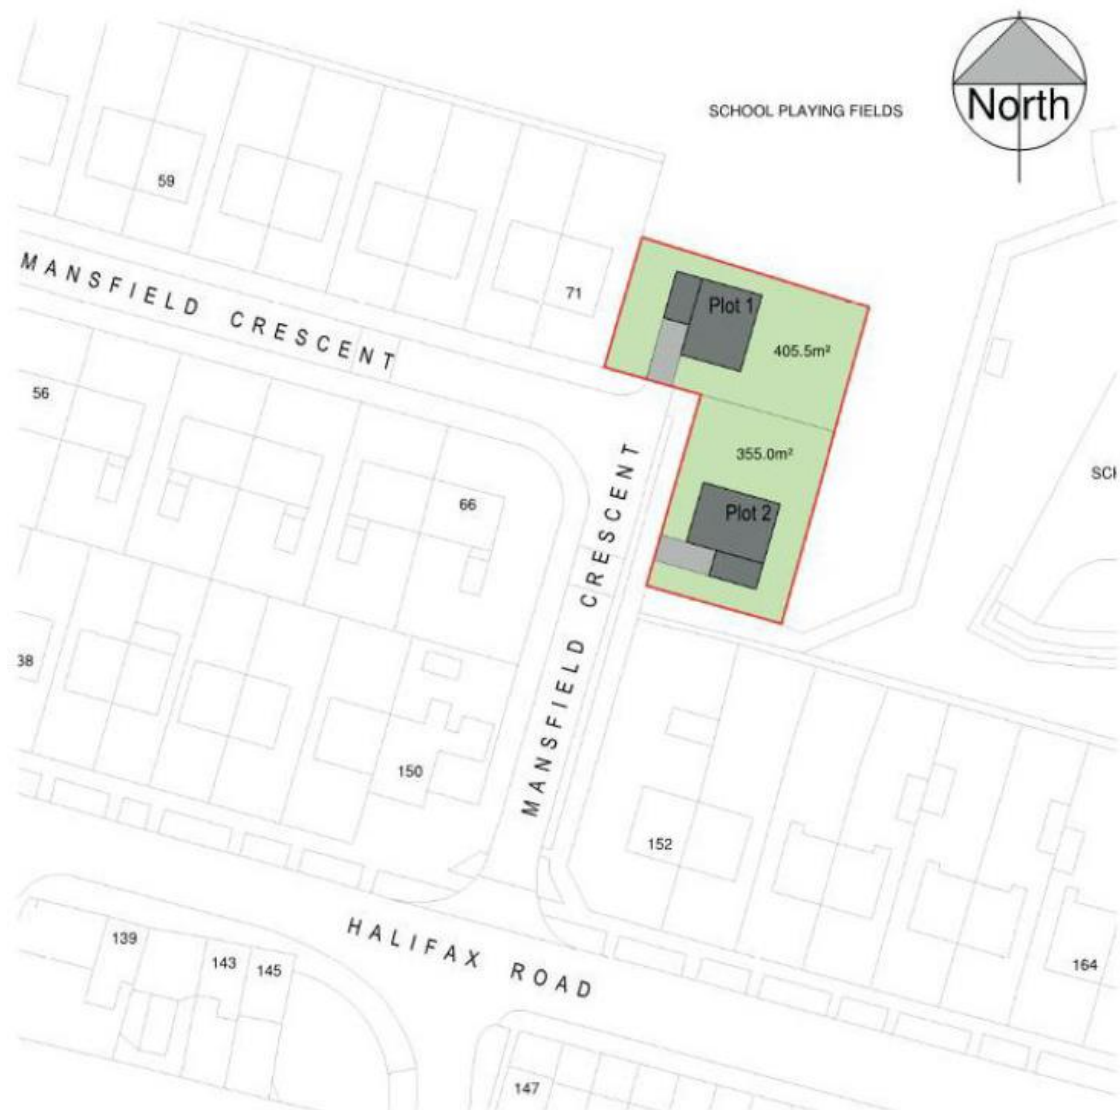 SCHOOL PLAYING FIELDS
North
59
71
Plot 1
405.5m²
MANSFIELD CRESCENT
56
66
355.0m²
Plot 2
MANSFIELD CRESCENT
SCH
38
150
152
HALIFAX ROAD
139
143
145
164
147